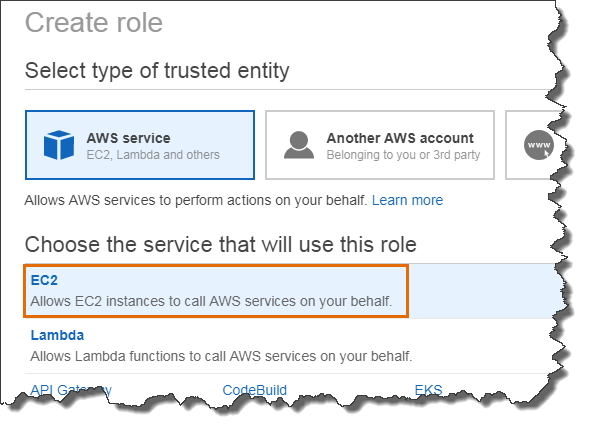 Create role
Select type of trusted entity
AWS service
EC2, Lambda and others
Another AWS account
Belonging to you or 3rd party
www
Allows AWS services to perform actions on your behalf. Learn more
Choose the service that will use this role
EC2
Allows EC2 instances to call AWS services on your behalf.
Lambda
Allows Lambda functions to call AWS services on your behalf.
API Gateway CodeBuild EKS